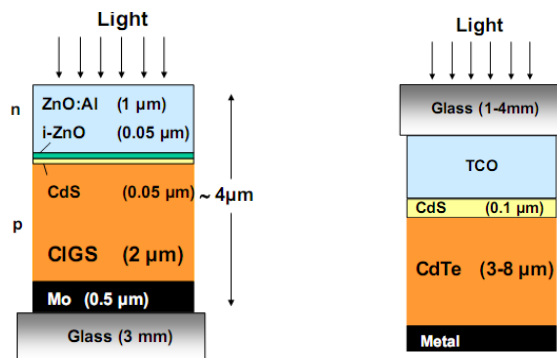 Light
n
ZnO:Al (1 µm)
i-ZnO (0.05 µm)
CdS (0.05 µm)
~ 4µm
p
CIGS (2 µm)
Mo (0.5 µm)
Glass (3 mm)
Light
Glass (1-4mm)
TCO
CdS (0.1 µm)
CdTe (3-8 µm)
Metal